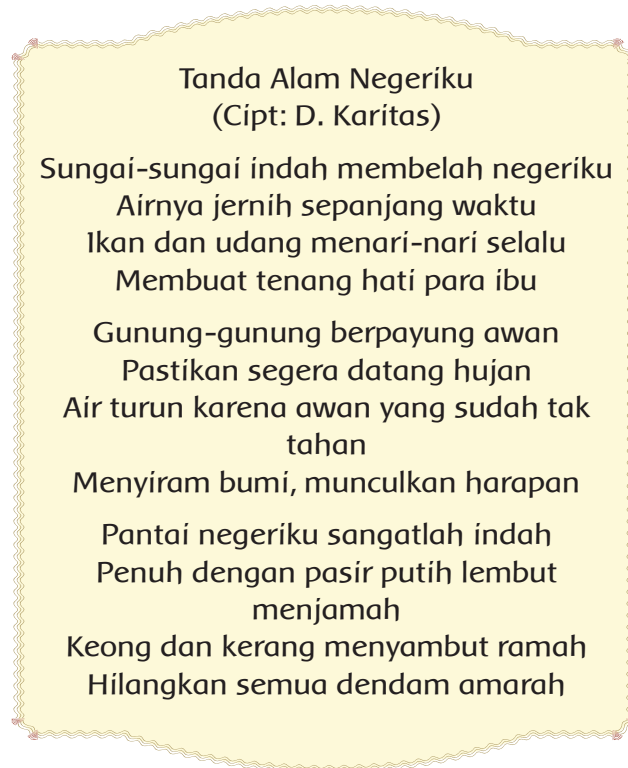 Tanda Alam Negeriku
(Cipt: D. Karitas)
Sungai-sungai indah membelah negeriku
Airnya jernih sepanjang waktu
Ikan dan udang menari-nari selalu
Membuat tenang hati para ibu
Gunung-gunung berpayung awan
Pastikan segera datang hujan
Air turun karena awan yang sudah tak
tahan
Menyiram bumi, munculkan harapan
Pantai negeriku sangatlah indah
Penuh dengan pasir putih lembut
menjamah
Keong dan kerang menyambut ramah
Hilangkan semua dendam amarah